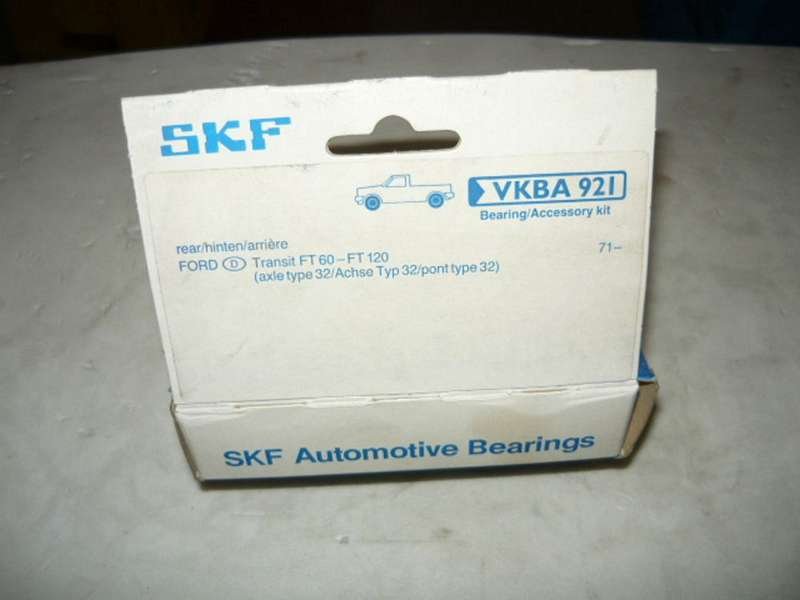 SKF
VKBA 921
Bearing/Accessory kit
rear/hinten/arrière
FORD D Transit FT 60 – FT 120 71–
(axle type 32/Achse Typ 32/pont type 32)
SKF Automotive Bearings